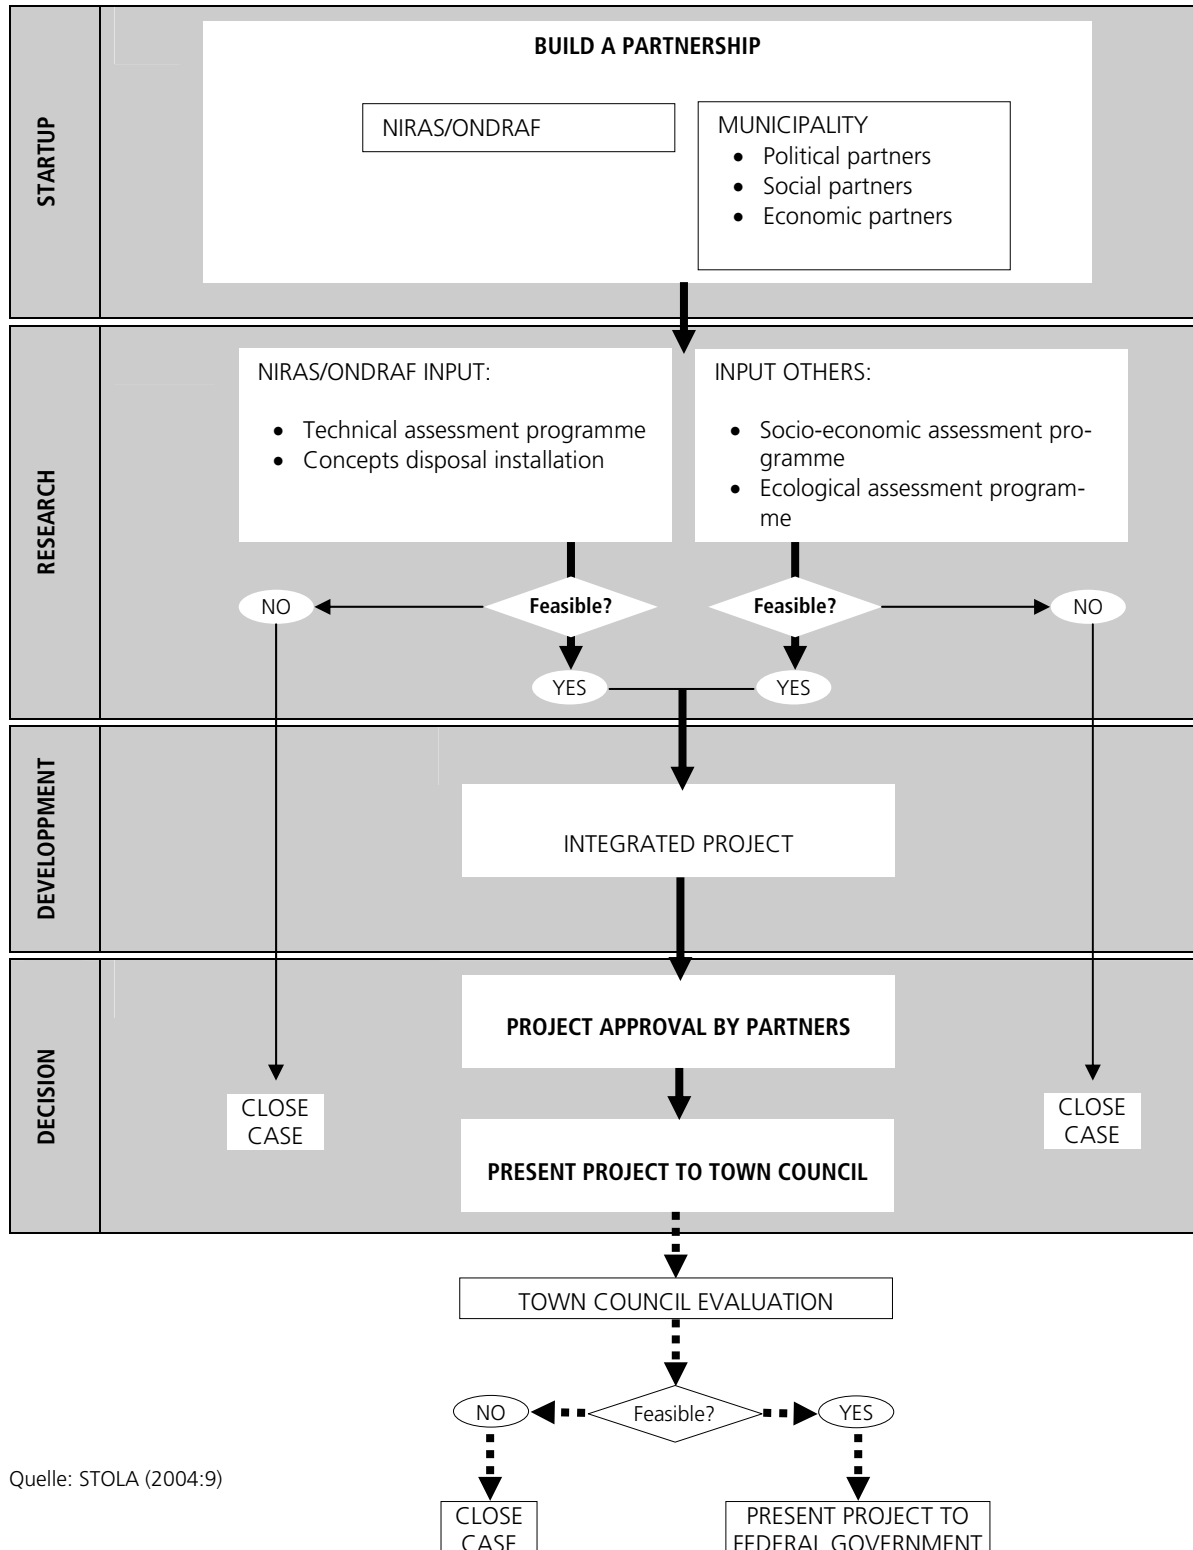 STARTUP
BUILD A PARTNERSHIP
NIRAS/ONDRAF
MUNICIPALITY
• Political partners
• Social partners
• Economic partners
RESEARCH
NIRAS/ONDRAF INPUT:
• Technical assessment programme
• Concepts disposal installation
INPUT OTHERS:
• Socio-economic assessment pro-
gramme
• Ecological assessment program-
me
NO
Feasible?
Feasible?
NO
YES
YES
DEVELOPPMENT
INTEGRATED PROJECT
DECISION
PROJECT APPROVAL BY PARTNERS
CLOSE
CASE
CLOSE
CASE
PRESENT PROJECT TO TOWN COUNCIL
TOWN COUNCIL EVALUATION
NO
Feasible?
YES
Quelle: STOLA (2004:9)
CLOSE
CASE
PRESENT PROJECT TO
FEDERAL GOVERNMENT